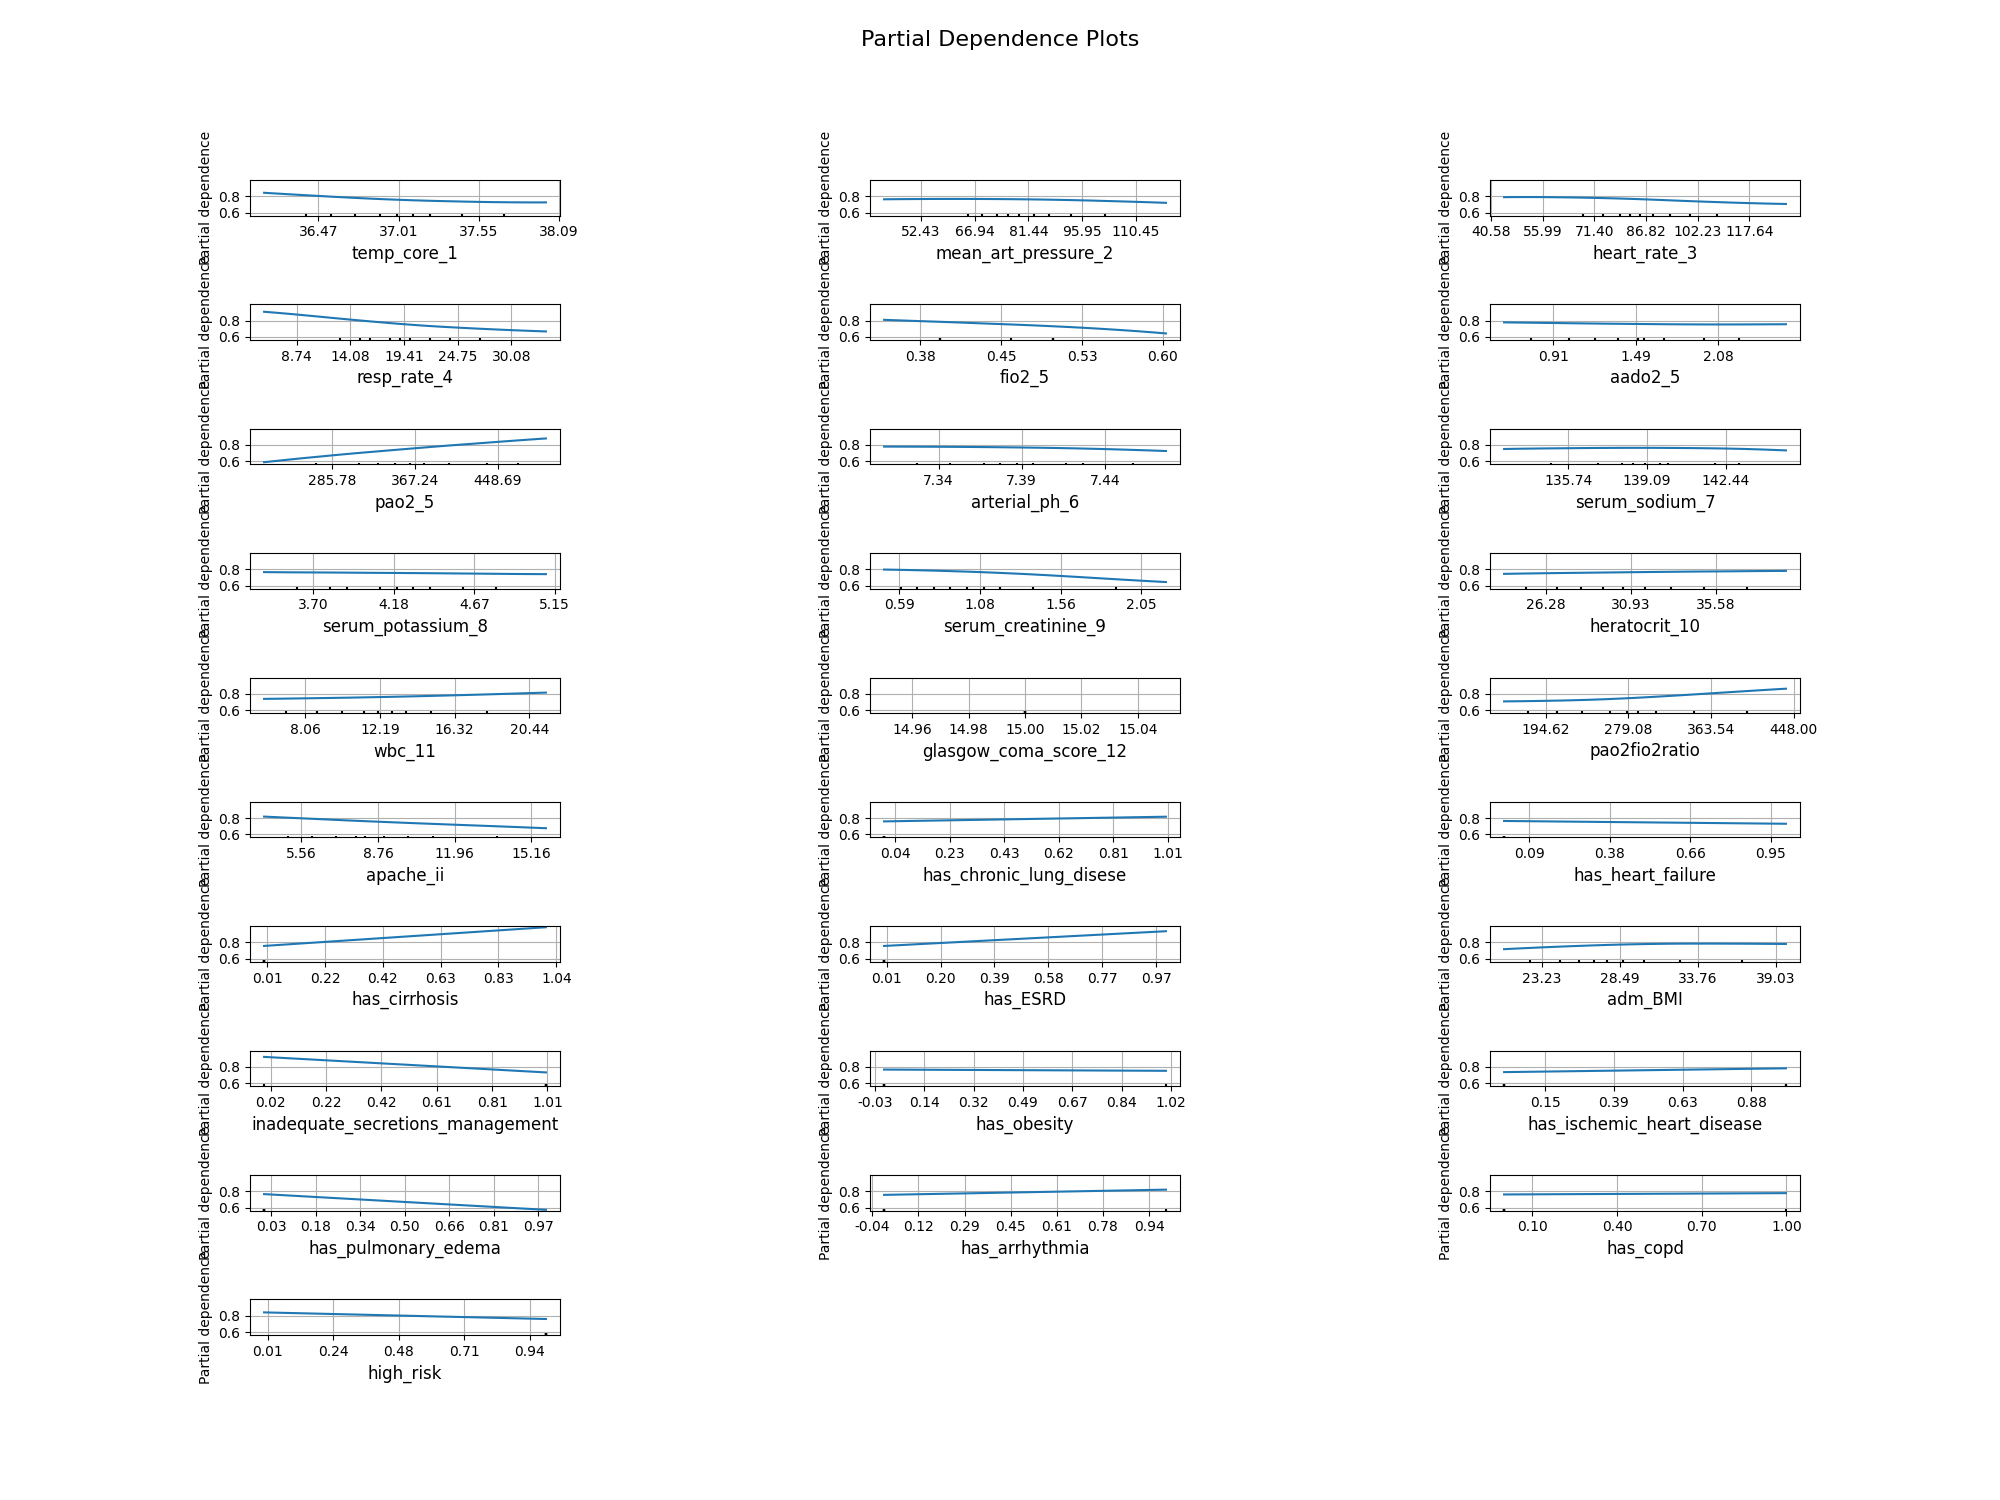 Partial Dependence Plots
Partial dependence
0.8
0.6
36.47 37.01 37.55 38.09
temp_core_1
Partial dependence
0.8
0.6
52.43 66.94 81.44 95.95 110.45
mean_art_pressure_2
Partial dependence
0.8
0.6
40.58 55.99 71.40 86.82 102.23 117.64
heart_rate_3
Partial dependence
0.8
0.6
8.74 14.08 19.41 24.75 30.08
resp_rate_4
Partial dependence
0.8
0.6
0.38 0.45 0.53 0.60
fio2_5
Partial dependence
0.8
0.6
0.91 1.49 2.08
aado2_5
Partial dependence
0.8
0.6
285.78 367.24 448.69
pao2_5
Partial dependence
0.8
0.6
7.34 7.39 7.44
arterial_ph_6
Partial dependence
0.8
0.6
135.74 139.09 142.44
serum_sodium_7
Partial dependence
0.8
0.6
3.70 4.18 4.67 5.15
serum_potassium_8
Partial dependence
0.8
0.6
0.59 1.08 1.56 2.05
serum_creatinine_9
Partial dependence
0.8
0.6
26.28 30.93 35.58
heratocrit_10
Partial dependence
0.8
0.6
8.06 12.19 16.32 20.44
wbc_11
Partial dependence
0.8
0.6
14.96 14.98 15.00 15.02 15.04
glasgow_coma_score_12
Partial dependence
0.8
0.6
194.62 279.08 363.54 448.00
pao2fio2ratio
Partial dependence
0.8
0.6
5.56 8.76 11.96 15.16
apache_ii
Partial dependence
0.8
0.6
0.04 0.23 0.43 0.62 0.81 1.01
has_chronic_lung_disese
Partial dependence
0.8
0.6
0.09 0.38 0.66 0.95
has_heart_failure
Partial dependence
0.8
0.6
0.01 0.22 0.42 0.63 0.83 1.04
has_cirrhosis
Partial dependence
0.8
0.6
0.01 0.20 0.39 0.58 0.77 0.97
has_ESRD
Partial dependence
0.8
0.6
23.23 28.49 33.76 39.03
adm_BMI
Partial dependence
0.8
0.6
0.02 0.22 0.42 0.61 0.81 1.01
inadequate_secretions_management
Partial dependence
0.8
0.6
-0.03 0.14 0.32 0.49 0.67 0.84 1.02
has_obesity
Partial dependence
0.8
0.6
0.15 0.39 0.63 0.88
has_ischemic_heart_disease
Partial dependence
0.8
0.6
0.03 0.18 0.34 0.50 0.66 0.81 0.97
has_pulmonary_edema
Partial dependence
0.8
0.6
-0.04 0.12 0.29 0.45 0.61 0.78 0.94
has_arrhythmia
Partial dependence
0.8
0.6
0.10 0.40 0.70 1.00
has_copd
Partial dependence
0.8
0.6
0.01 0.24 0.48 0.71 0.94
high_risk